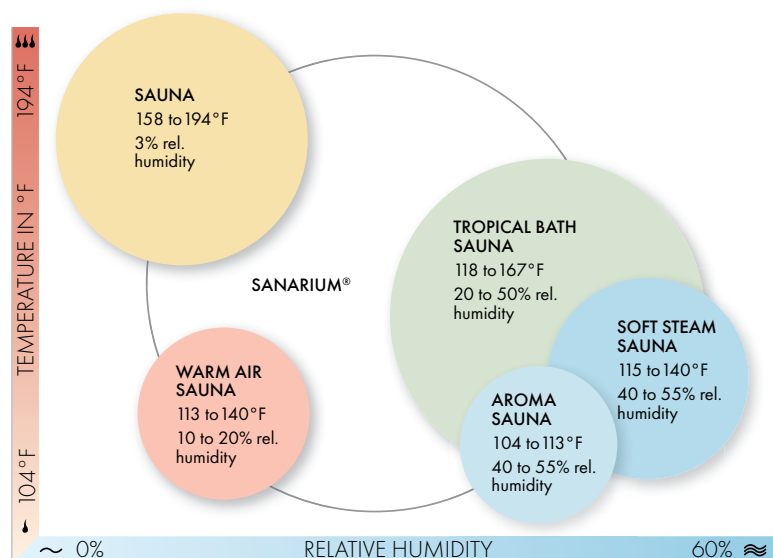 SAUNA
158 to 194°F
3% rel.
humidity
TROPICAL BATH
SAUNA
118 to 167°F
20 to 50% rel.
humidity
SANARIUM®
SOFT STEAM
SAUNA
115 to 140°F
40 to 55% rel.
humidity
WARM AIR
SAUNA
113 to 140°F
10 to 20% rel.
humidity
AROMA
SAUNA
104 to 113°F
40 to 55% rel.
humidity
194°F
TEMPERATURE IN °F
104°F
0%
RELATIVE HUMIDITY
60%